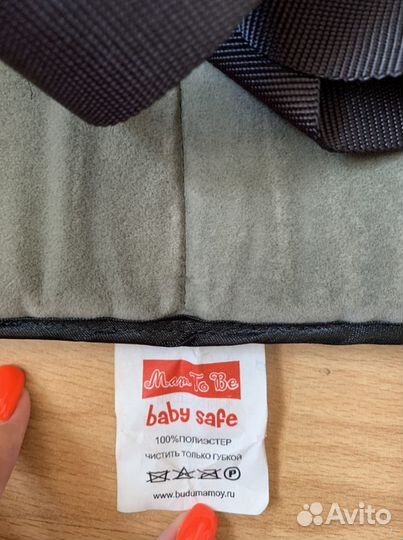 Mam To Be
baby safe
100%ПОЛИЭСТЕР
ЧИСТИТЬ ТОЛЬКО ГУБКОЙ
P
www.budumamoy.ru
Avito